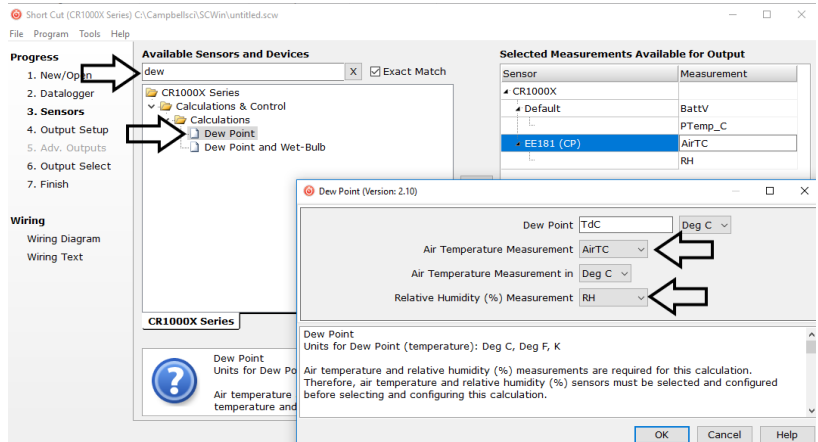 Short Cut (CR1000X Series) C:\Campbellsci\SCWin\untitled.scw
File Program Tools Help
Progress
1. New/Open
2. Datalogger
3. Sensors
4. Output Setup
5. Adv. Outputs
6. Output Select
7. Finish
Wiring
Wiring Diagram
Wiring Text
Available Sensors and Devices
dew X Exact Match
CR1000X Series
Calculations & Control
Calculations
Dew Point
Dew Point and Wet-Bulb
CR1000X Series
Dew Point
Units for Dew Po
Air temperature
temperature and
Selected Measurements Available for Output
Sensor Measurement
CR1000X
Default BattV
PTemp_C
EE181 (CP) AirTC
RH
Dew Point (Version: 2.10)
Dew Point TdC Deg C
Air Temperature Measurement AirTC
Air Temperature Measurement in Deg C
Relative Humidity (%) Measurement RH
Dew Point
Units for Dew Point (temperature): Deg C, Deg F, K
Air temperature and relative humidity (%) measurements are required for this calculation.
Therefore, air temperature and relative humidity (%) sensors must be selected and configured
before selecting and configuring this calculation.
OK Cancel Help